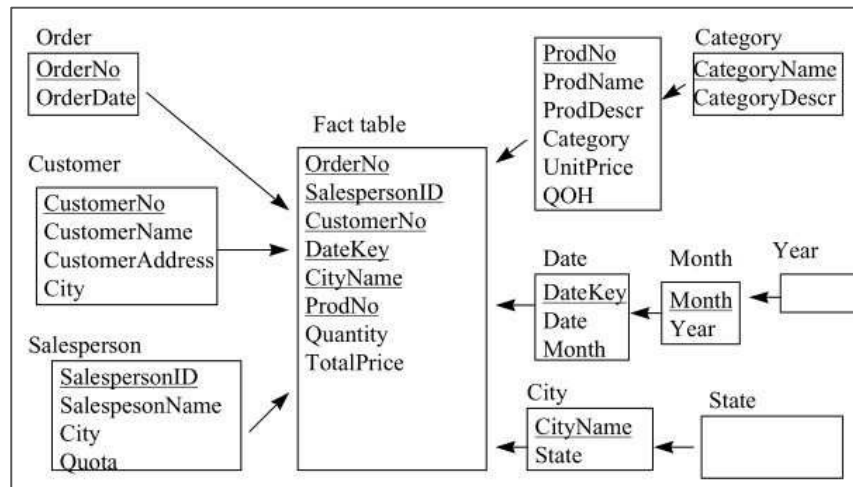 Order
OrderNo
OrderDate
Customer
CustomerNo
CustomerName
CustomerAddress
City
Salesperson
SalespersonID
SalespesonName
City
Quota
Fact table
OrderNo
SalespersonID
CustomerNo
DateKey
CityName
ProdNo
Quantity
TotalPrice
ProdNo
ProdName
ProdDescr
Category
UnitPrice
QOH
Category
CategoryName
CategoryDescr
Date
DateKey
Date
Month
Month
Month
Year
Year
City
CityName
State
State